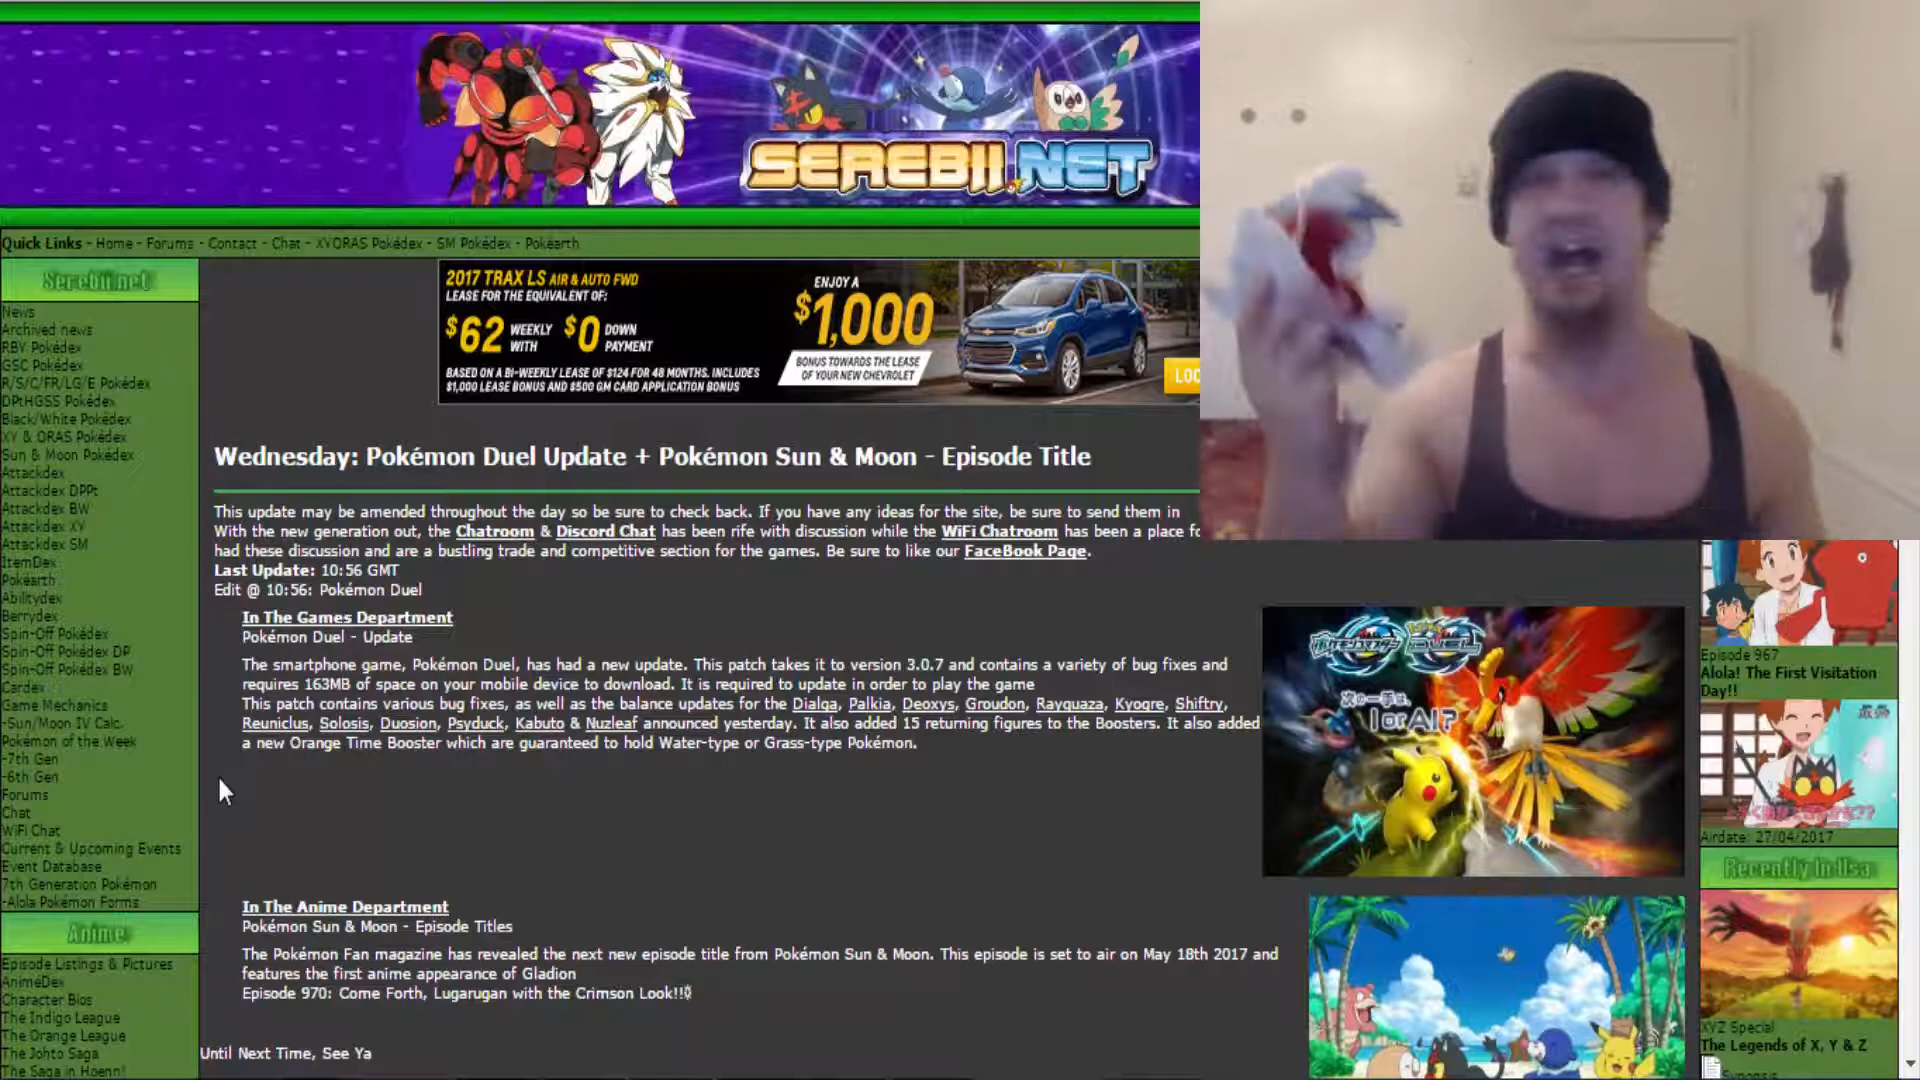 SEREBII.NET
Quick Links - Home - Forums - Contact - Chat - XYORAS Pokédex - SM Pokédex - Pokéarth
Serebii.net
News
Archived news
RBY Pokédex
GSC Pokédex
R/S/C/FR/LG/E Pokédex
DPtHGSS Pokédex
Black/White Pokédex
XY & ORAS Pokédex
Sun & Moon Pokédex
Attackdex
Attackdex DPPt
Attackdex BW
Attackdex XY
Attackdex SM
ItemDex
Pokéarth
Abilitydex
Berrydex
Spin-Off Pokédex
Spin-Off Pokédex DP
Spin-Off Pokédex BW
Cardex
Game Mechanics
-Sun/Moon IV Calc.
Pokémon of the Week
-7th Gen
-6th Gen
Forums
Chat
WiFi Chat
Current & Upcoming Events
Event Database
7th Generation Pokémon
-Alola Pokémon Forms
Anime
Episode Listings & Pictures
AniméDex
Character Bios
The Indigo League
The Orange League
The Johto Saga
The Saga in Hoenn!
2017 TRAX LS AIR & AUTO FWD
LEASE FOR THE EQUIVALENT OF:
$62 WEEKLY WITH $0 DOWN PAYMENT
BASED ON A BI-WEEKLY LEASE OF $124 FOR 48 MONTHS. INCLUDES
$1,000 LEASE BONUS AND $500 GM CARD APPLICATION BONUS
ENJOY A
$1,000
BONUS TOWARDS THE LEASE
OF YOUR NEW CHEVROLET
LOC
Wednesday: Pokémon Duel Update + Pokémon Sun & Moon - Episode Title
This update may be amended throughout the day so be sure to check back. If you have any ideas for the site, be sure to send them in
With the new generation out, the Chatroom & Discord Chat has been rife with discussion while the WiFi Chatroom has been a place fo
had these discussion and are a bustling trade and competitive section for the games. Be sure to like our FaceBook Page.
Last Update: 10:56 GMT
Edit @ 10:56: Pokémon Duel
In The Games Department
Pokémon Duel - Update
The smartphone game, Pokémon Duel, has had a new update. This patch takes it to version 3.0.7 and contains a variety of bug fixes and
requires 163MB of space on your mobile device to download. It is required to update in order to play the game
This patch contains various bug fixes, as well as the balance updates for the Dialga, Palkia, Deoxys, Groudon, Rayquaza, Kyogre, Shiftry,
Reuniclus, Solosis, Duosion, Psyduck, Kabuto & Nuzleaf announced yesterday. It also added 15 returning figures to the Boosters. It also added
a new Orange Time Booster which are guaranteed to hold Water-type or Grass-type Pokémon.
DUEL
次の一手は、
I or AI?
In The Anime Department
Pokémon Sun & Moon - Episode Titles
The Pokémon Fan magazine has revealed the next new episode title from Pokémon Sun & Moon. This episode is set to air on May 18th 2017 and
features the first anime appearance of Gladion
Episode 970: Come Forth, Lugarugan with the Crimson Look!!
Until Next Time, See Ya
Episode 967
Alola! The First Visitation
Day!!
Airdate: 27/04/2017
Recently In Usa
XYZ Special
The Legends of X, Y & Z
Synopsis